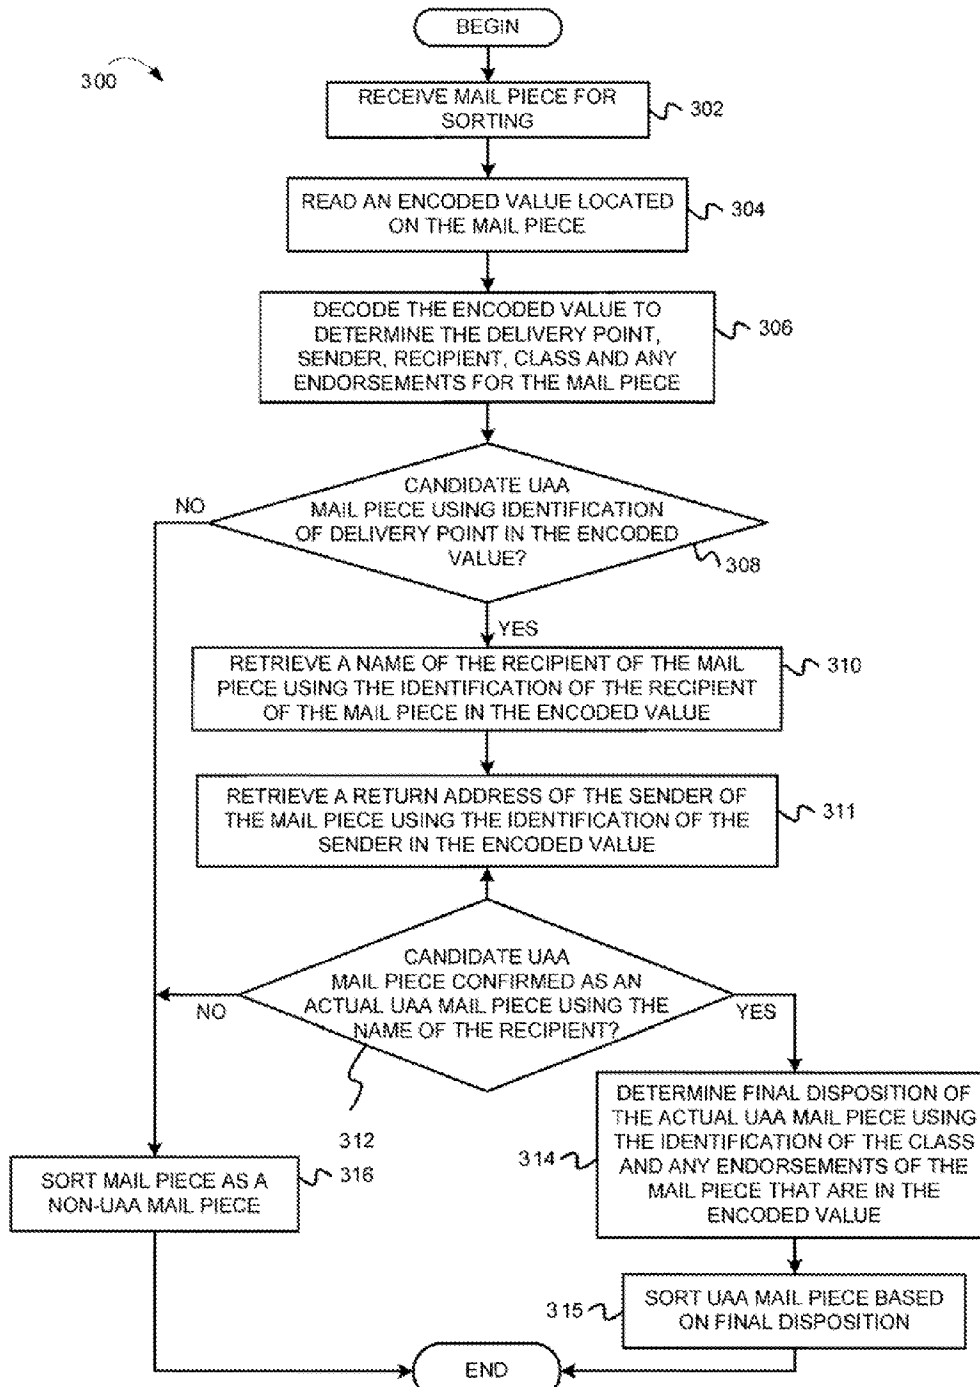 BEGIN
300
RECEIVE MAIL PIECE FOR
SORTING
302
READ AN ENCODED VALUE LOCATED
ON THE MAIL PIECE
304
DECODE THE ENCODED VALUE TO
DETERMINE THE DELIVERY POINT,
SENDER, RECIPIENT, CLASS AND ANY
ENDORSEMENTS FOR THE MAIL PIECE
306
CANDIDATE UAA
MAIL PIECE USING IDENTIFICATION
OF DELIVERY POINT IN THE ENCODED
VALUE?
NO
308
YES
RETRIEVE A NAME OF THE RECIPIENT OF THE MAIL
PIECE USING THE IDENTIFICATION OF THE RECIPIENT
OF THE MAIL PIECE IN THE ENCODED VALUE
310
RETRIEVE A RETURN ADDRESS OF THE SENDER OF
THE MAIL PIECE USING THE IDENTIFICATION OF THE
SENDER IN THE ENCODED VALUE
311
CANDIDATE UAA
MAIL PIECE CONFIRMED AS AN
ACTUAL UAA MAIL PIECE USING THE
NAME OF THE RECIPIENT?
NO
YES
312
DETERMINE FINAL DISPOSITION OF
THE ACTUAL UAA MAIL PIECE USING
THE IDENTIFICATION OF THE CLASS
AND ANY ENDORSEMENTS OF THE
MAIL PIECE THAT ARE IN THE
ENCODED VALUE
314
SORT MAIL PIECE AS A
NON-UAA MAIL PIECE
316
SORT UAA MAIL PIECE BASED
ON FINAL DISPOSITION
315
END